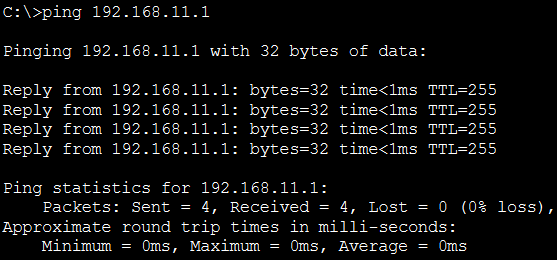 C:\>ping 192.168.11.1
Pinging 192.168.11.1 with 32 bytes of data:
Reply from 192.168.11.1: bytes=32 time<1ms TTL=255
Reply from 192.168.11.1: bytes=32 time<1ms TTL=255
Reply from 192.168.11.1: bytes=32 time<1ms TTL=255
Reply from 192.168.11.1: bytes=32 time<1ms TTL=255
Ping statistics for 192.168.11.1:
    Packets: Sent = 4, Received = 4, Lost = 0 (0% loss),
Approximate round trip times in milli-seconds:
    Minimum = 0ms, Maximum = 0ms, Average = 0ms